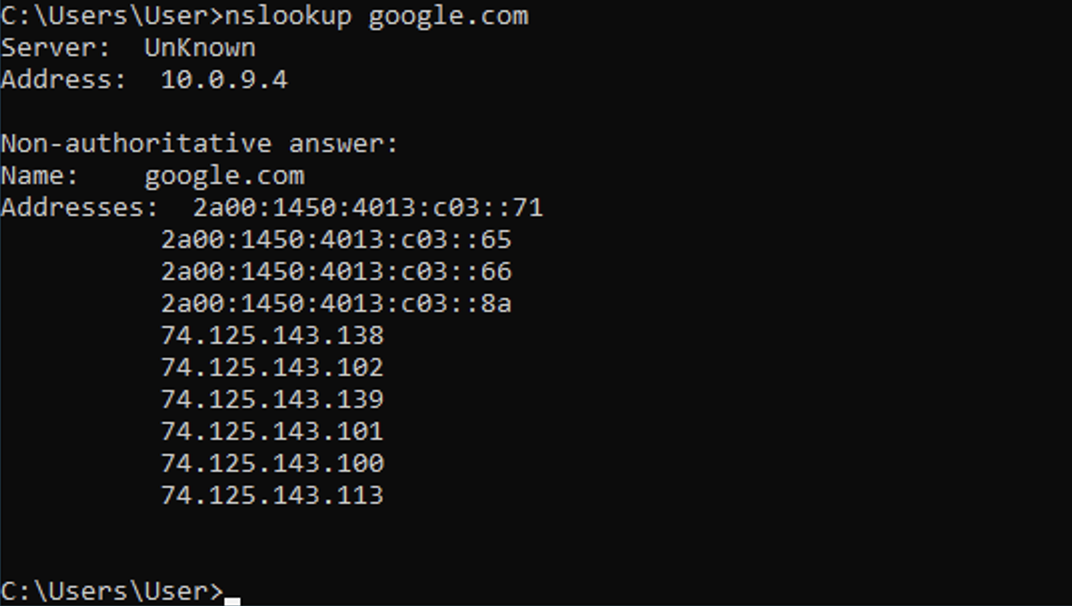 C:\Users\User>nslookup google.com
Server:  UnKnown
Address:  10.0.9.4

Non-authoritative answer:
Name:    google.com
Addresses:  2a00:1450:4013:c03::71
          2a00:1450:4013:c03::65
          2a00:1450:4013:c03::66
          2a00:1450:4013:c03::8a
          74.125.143.138
          74.125.143.102
          74.125.143.139
          74.125.143.101
          74.125.143.100
          74.125.143.113

C:\Users\User>